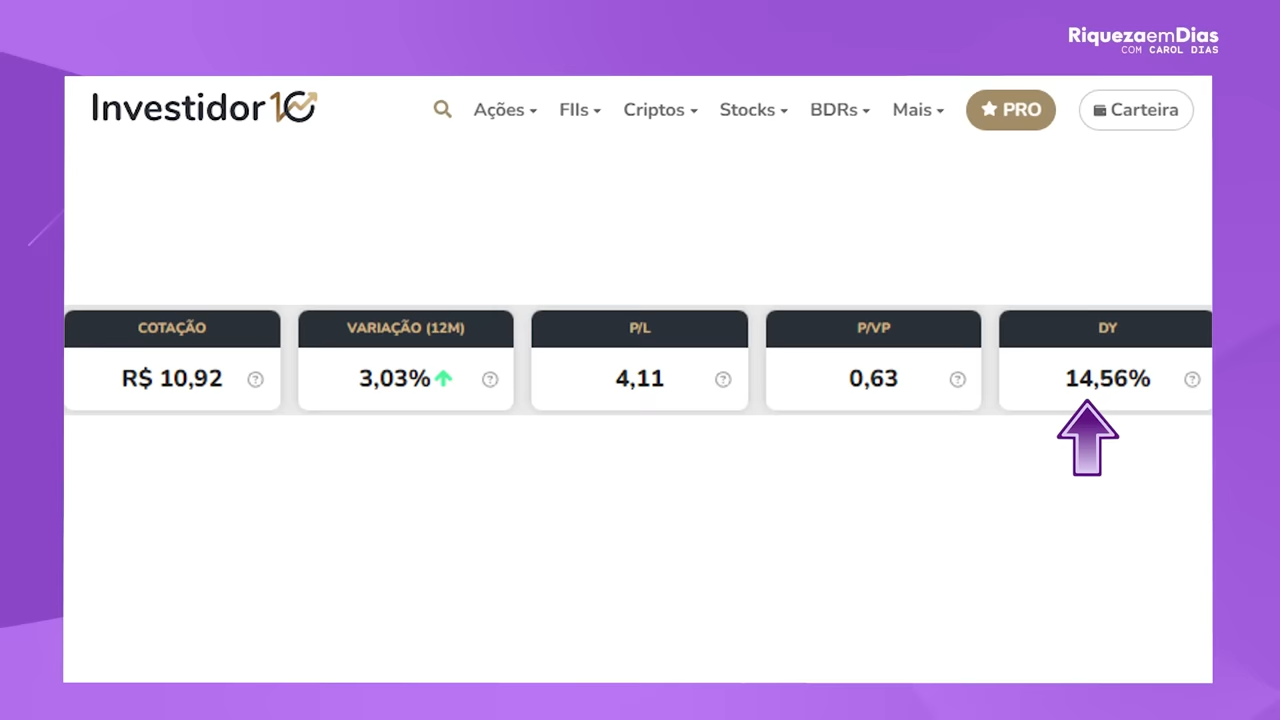 RiquezaemDias
COM CAROL DIAS
Investidor10
Ações
FIIs
Criptos
Stocks
BDRs
Mais
PRO
Carteira
COTAÇÃO
VARIAÇÃO (12M)
P/L
P/VP
DY
R$ 10,92 ?
3,03% ?
4,11 ?
0,63 ?
14,56% ?